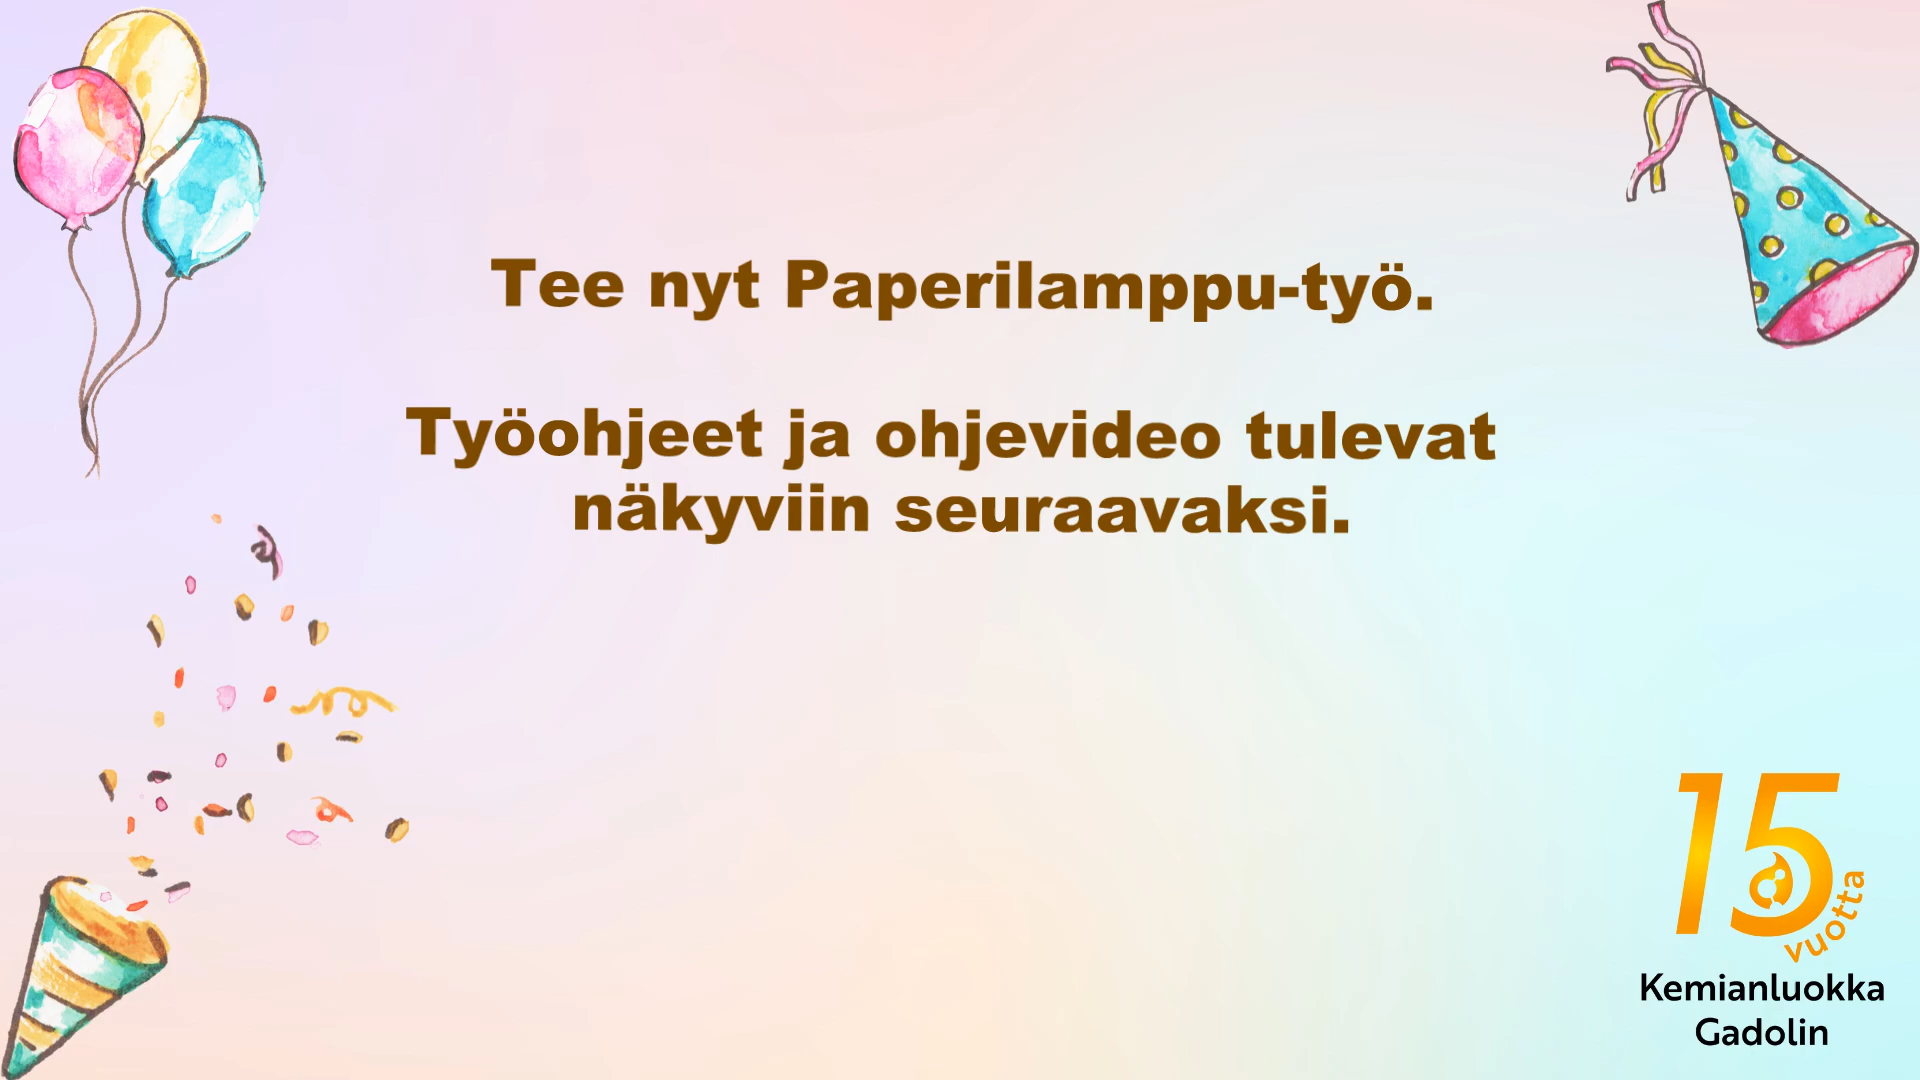 Tee nyt Paperilamppu-työ.
Työohjeet ja ohjevideo tulevat
näkyviin seuraavaksi.
15
vuotta
Kemianluokka
Gadolin